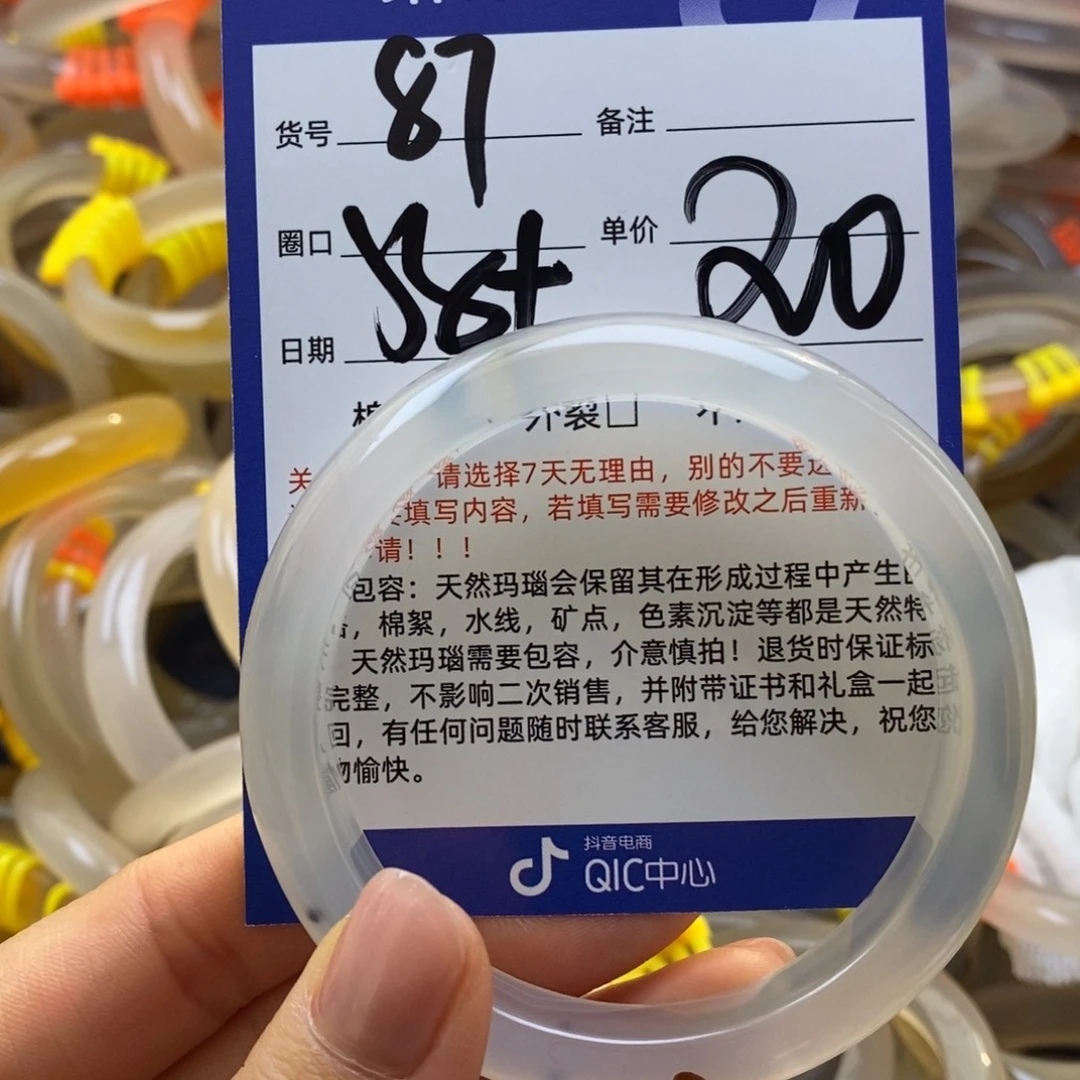 货号 87 备注
圈口 58+ 单价 20
日期
外裂□
关 请选择7天无理由，别的不要选
填写内容，若填写需要修改之后重新
请！！！
包容：天然玛瑙会保留其在形成过程中产生的
，棉絮，水线，矿点，色素沉淀等都是天然特
天然玛瑙需要包容，介意慎拍！退货时保证标
完整，不影响二次销售，并附带证书和礼盒一起
回，有任何问题随时联系客服，给您解决，祝您
物愉快。
抖音电商
QIC中心